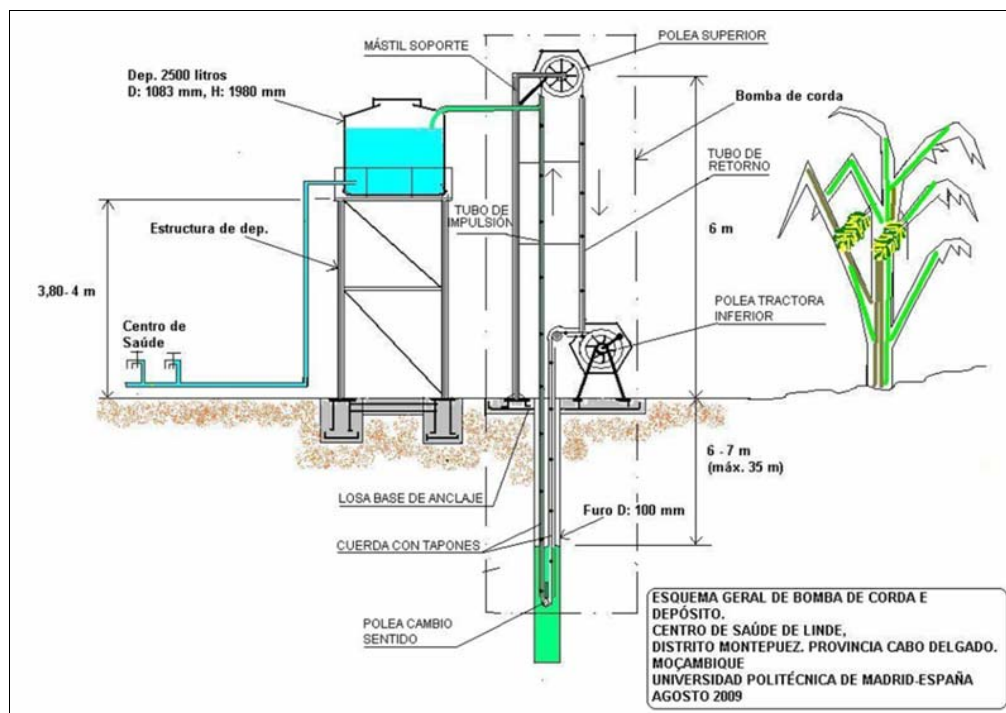 MÁSTIL SOPORTE
POLEA SUPERIOR
Dep. 2500 litros
D: 1083 mm, H: 1980 mm
Bomba de corda
TUBO DE
RETORNO
TUBO DE
IMPULSIÓN
Estructura de dep.
6 m
3,80- 4 m
POLEA TRACTORA
INFERIOR
Centro de
Saúde
6 - 7 m
(máx. 35 m)
LOSA BASE DE ANCLAJE
Furo D: 100 mm
CUERDA CON TAPONES
POLEA CAMBIO
SENTIDO
ESQUEMA GERAL DE BOMBA DE CORDA E
DEPÓSITO.
CENTRO DE SAÚDE DE LINDE,
DISTRITO MONTEPUEZ. PROVINCIA CABO DELGADO.
MOÇAMBIQUE
UNIVERSIDAD POLITÉCNICA DE MADRID-ESPAÑA
AGOSTO 2009